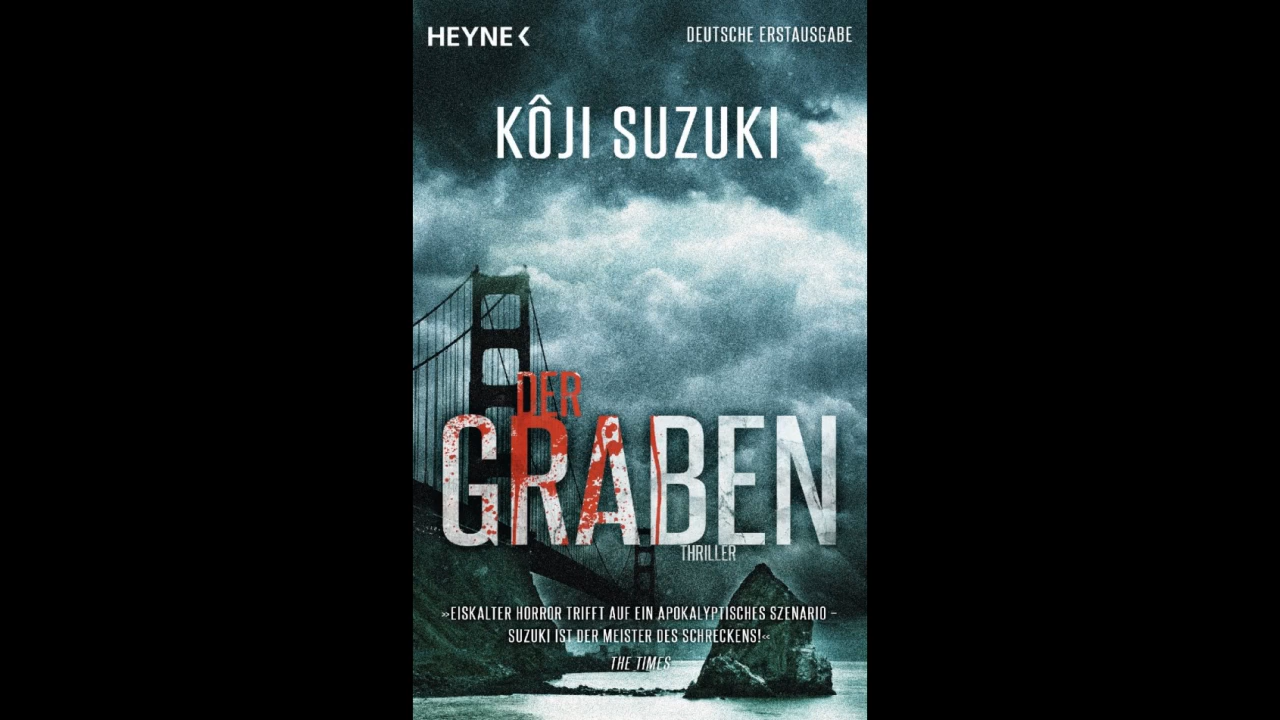 HEYNE<
DEUTSCHE ERSTAUSGABE
KÔJI SUZUKI
DER
GRABEN
THRILLER
»EISKALTER HORROR TRIFFT AUF EIN APOKALYPTISCHES SZENARIO –
SUZUKI IST DER MEISTER DES SCHRECKENS!«
THE TIMES